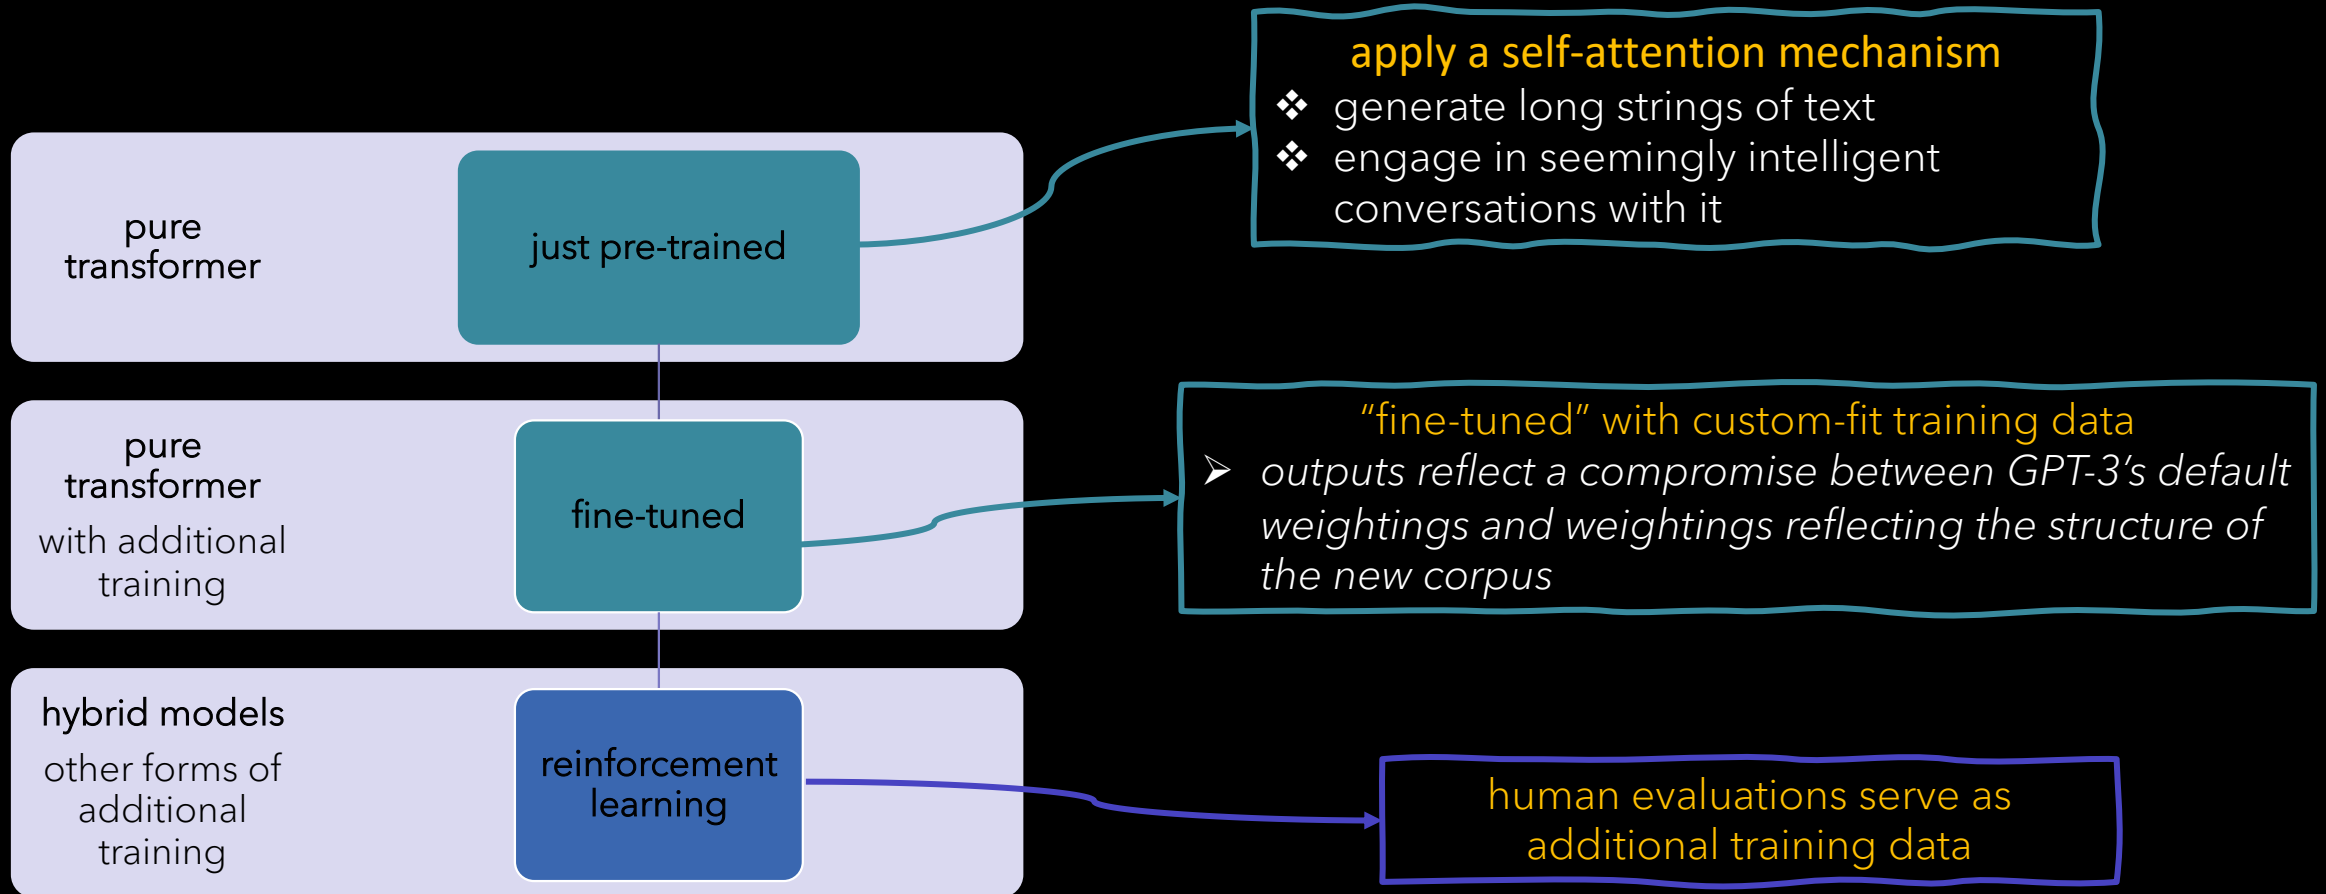 apply a self-attention mechanism
❖ generate long strings of text
❖ engage in seemingly intelligent
conversations with it
pure
transformer
just pre-trained
pure
transformer
with additional
training
fine-tuned
“fine-tuned” with custom-fit training data
➢ outputs reflect a compromise between GPT-3’s default
weightings and weightings reflecting the structure of
the new corpus
hybrid models
other forms of
additional
training
reinforcement
learning
human evaluations serve as
additional training data